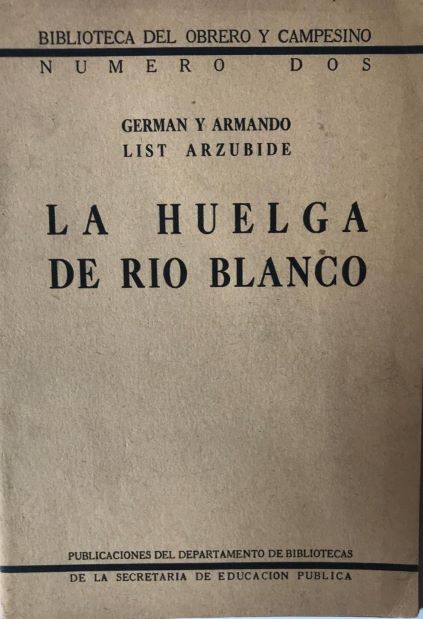 BIBLIOTECA DEL OBRERO Y CAMPESINO
NUMERO DOS
GERMAN Y ARMANDO
LIST ARZUBIDE
LA HUELGA
DE RIO BLANCO
PUBLICACIONES DEL DEPARTAMENTO DE BIBLIOTECAS
DE LA SECRETARIA DE EDUCACION PUBLICA